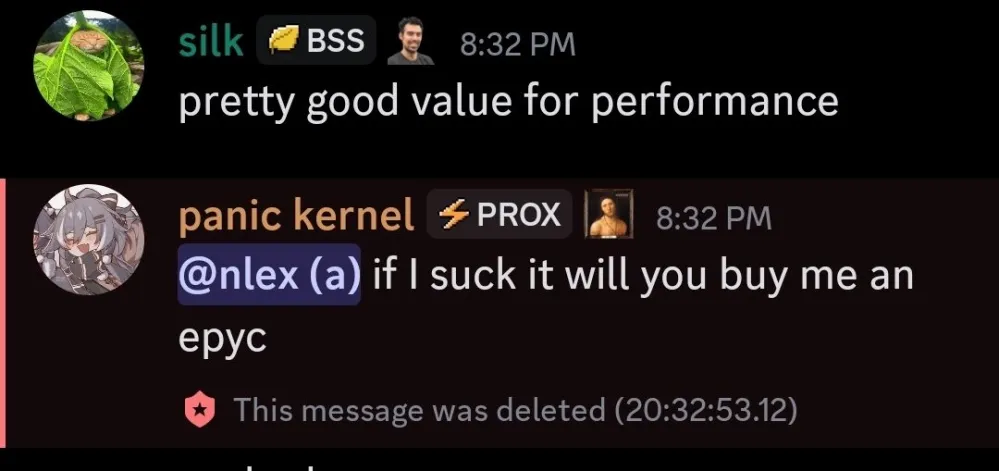 silk BSS 8:32 PM
pretty good value for performance
panic kernel PROX 8:32 PM
@nlex (a) if I suck it will you buy me an
epyc
This message was deleted (20:32:53.12)